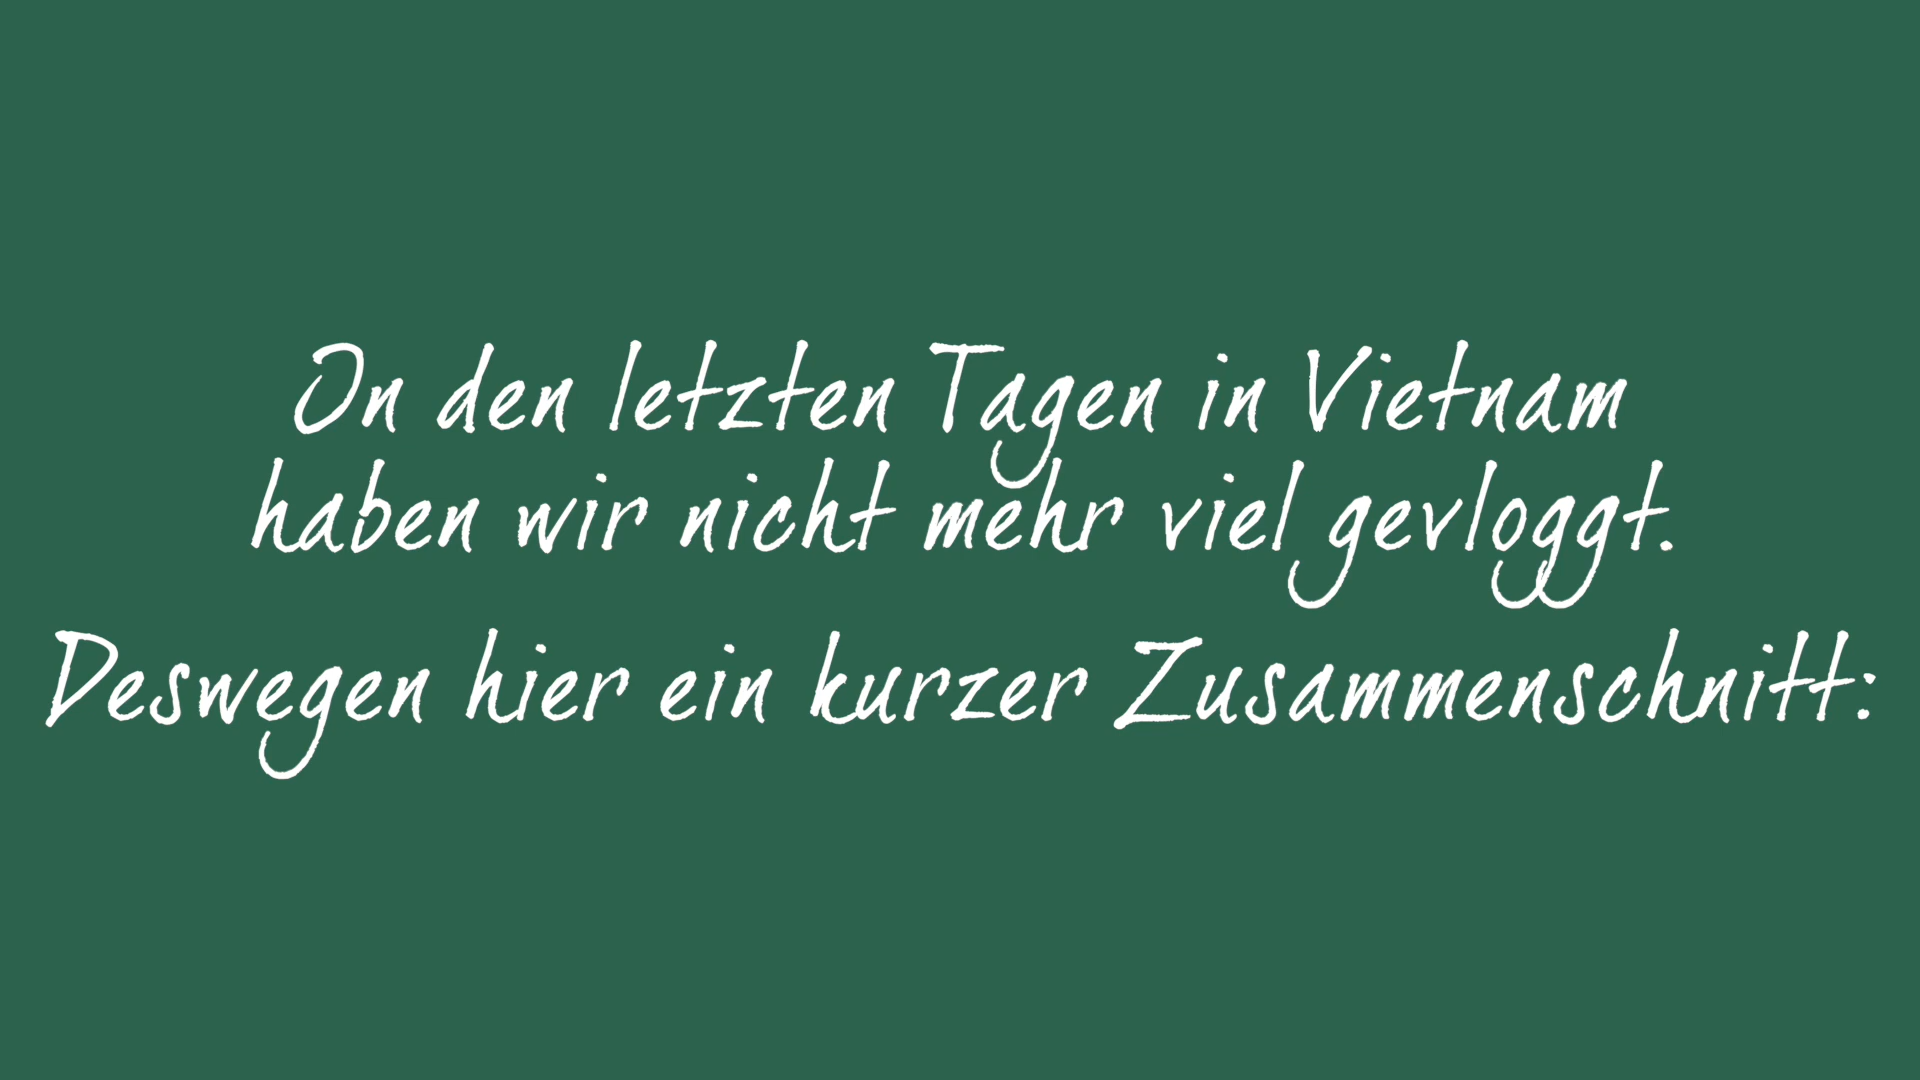 In den letzten Tagen in Vietnam
haben wir nicht mehr viel gevloggt.
Deswegen hier ein kurzer Zusammenschnitt: